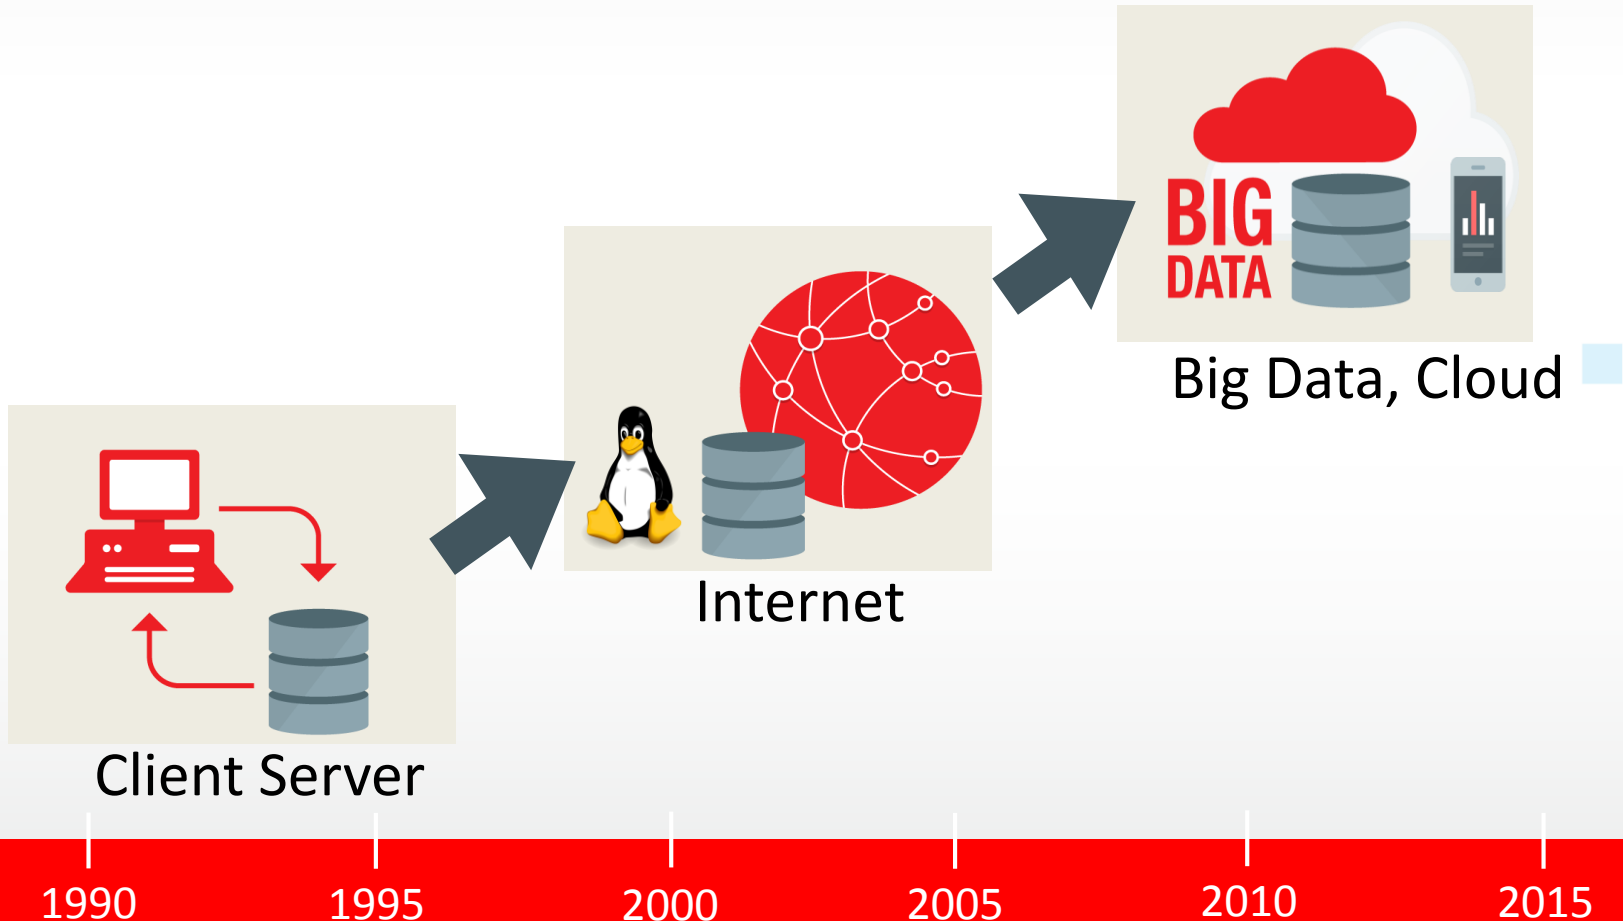 BIG
DATA
Big Data, Cloud
Internet
Client Server
1990 1995 2000 2005 2010 2015